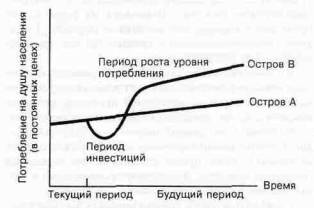 Потребление на душу населения
(в постоянных ценах)
Период роста уровня
потребления
Остров В
Остров А
Период
инвестиций
Время
Текущий период
Будущий период